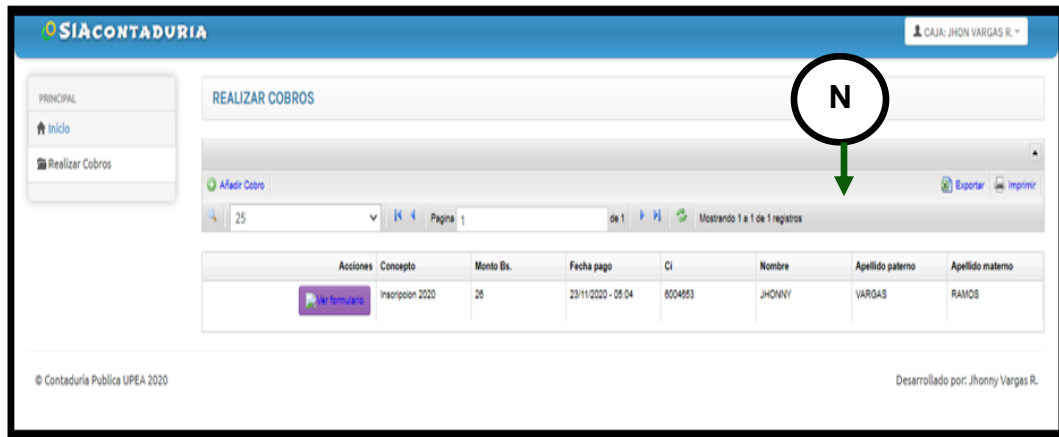 SIACONTADURIA
CAJA: JHON VARGAS R.
N
PRINCIPAL
Inicio
Realizar Cobros
REALIZAR COBROS
Añadir Cobro
Exportar Imprimir
25 Pagina 1 de 1 Mostrando 1 a 1 de 1 registros
Acciones Concepto Monto Bs. Fecha pago Ci Nombre Apellido paterno Apellido materno
Ver formulario Inscripcion 2020 26 23/11/2020 - 05:04 6004653 JHONNY VARGAS RAMOS
© Contaduría Publica UPEA 2020
Desarrollado por: Jhonny Vargas R.